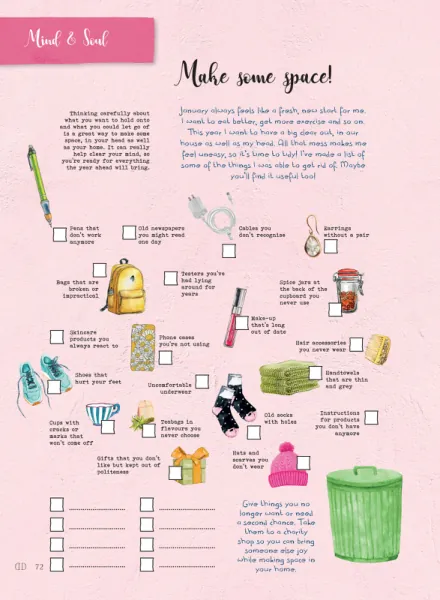 Mind & Soul
Make some space!
Thinking carefully about
what you want to hold onto
and what you could let go of
is a great way to make some
space, in your head as well
as your home. It can really
help clear your mind, so
you're ready for everything
the year ahead will bring.
January always feels like a fresh, new start for me.
I want to eat better, get more exercise and so on.
This year I want to have a big clear out, in our
house as well as my head. All that mess makes me
feel uneasy, so it's time to tidy! I've made a list of
some of the things I was able to get rid of. Maybe
you'll find it useful too!
Pens that
don't work
anymore
Old newspapers
you might read
one day
Cables you
don't recognise
Earrings
without a pair
Bags that are
broken or
impractical
Testers you've
had lying
around for
years
Spice jars at
the back of the
cupboard you
never use
Make-up
that's long
out of date
Skincare
products you
always react to
Phone cases
you're not using
Hair accessories
you never wear
Shoes that
hurt your feet
Uncomfortable
underwear
Handtowels
that are thin
and grey
Cups with
cracks or
marks that
won't come off
Teabags in
flavours you
never choose
Old socks
with holes
Instructions
for products
you don't have
anymore
Gifts that you don't
like but kept out of
politeness
Hats and
scarves you
don't wear
Give things you no
longer want or need
a second chance. Take
them to a charity
shop so you can bring
someone else joy
while making space in
your home.
72